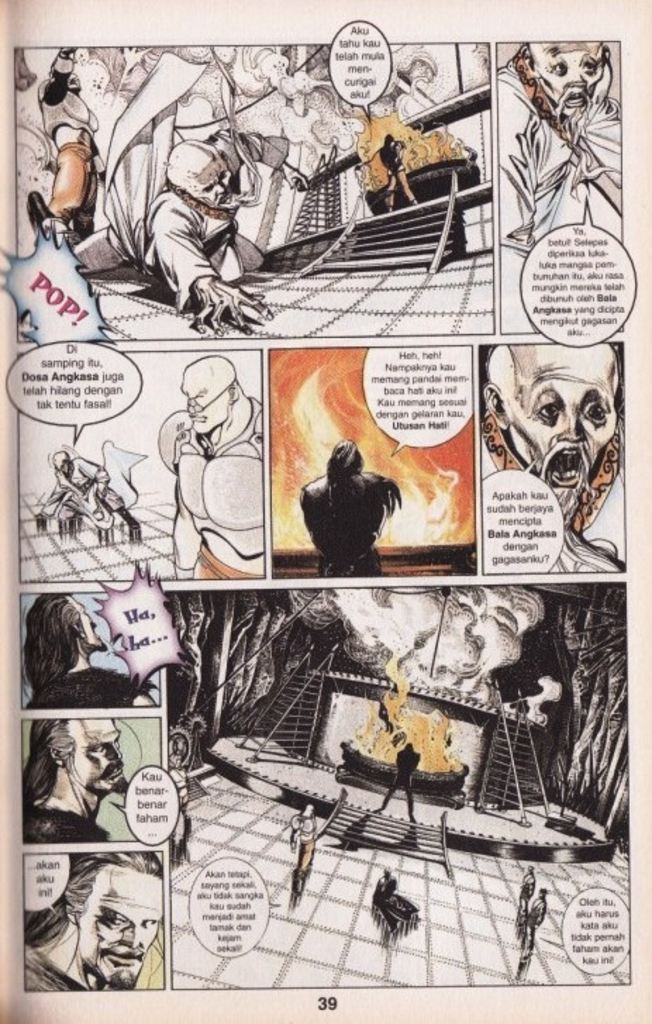 Aku
tahu kau
telah mula
men-
curigai
aku!
Ya,
betul! Selepas
diperiksa luka-
luka mangsa pem-
bunuhan itu, aku rasa
mungkin mereka telah
dibunuh oleh Bala
Angkasa yang dicipta
mengikut gagasan
aku...
POP!
Di
samping itu,
Dosa Angkasa juga
telah hilang dengan
tak tentu fasal!
Heh, heh!
Nampaknya kau
memang pandai mem-
baca hati aku ini!
Kau memang sesuai
dengan gelaran kau,
Utusan Hati!
Apakah kau
sudah berjaya
mencipta
Bala Angkasa
dengan
gagasanku?
Ha,
ha...
Kau
benar-
benar
faham
...
...akan
aku
ini!
Akan tetapi,
sayang sekali,
aku tidak sangka
kau sudah
menjadi amat
tamak dan
kejam
sekali!
Oleh itu,
aku harus
kata aku
tidak pernah
faham akan
kau ini!
39